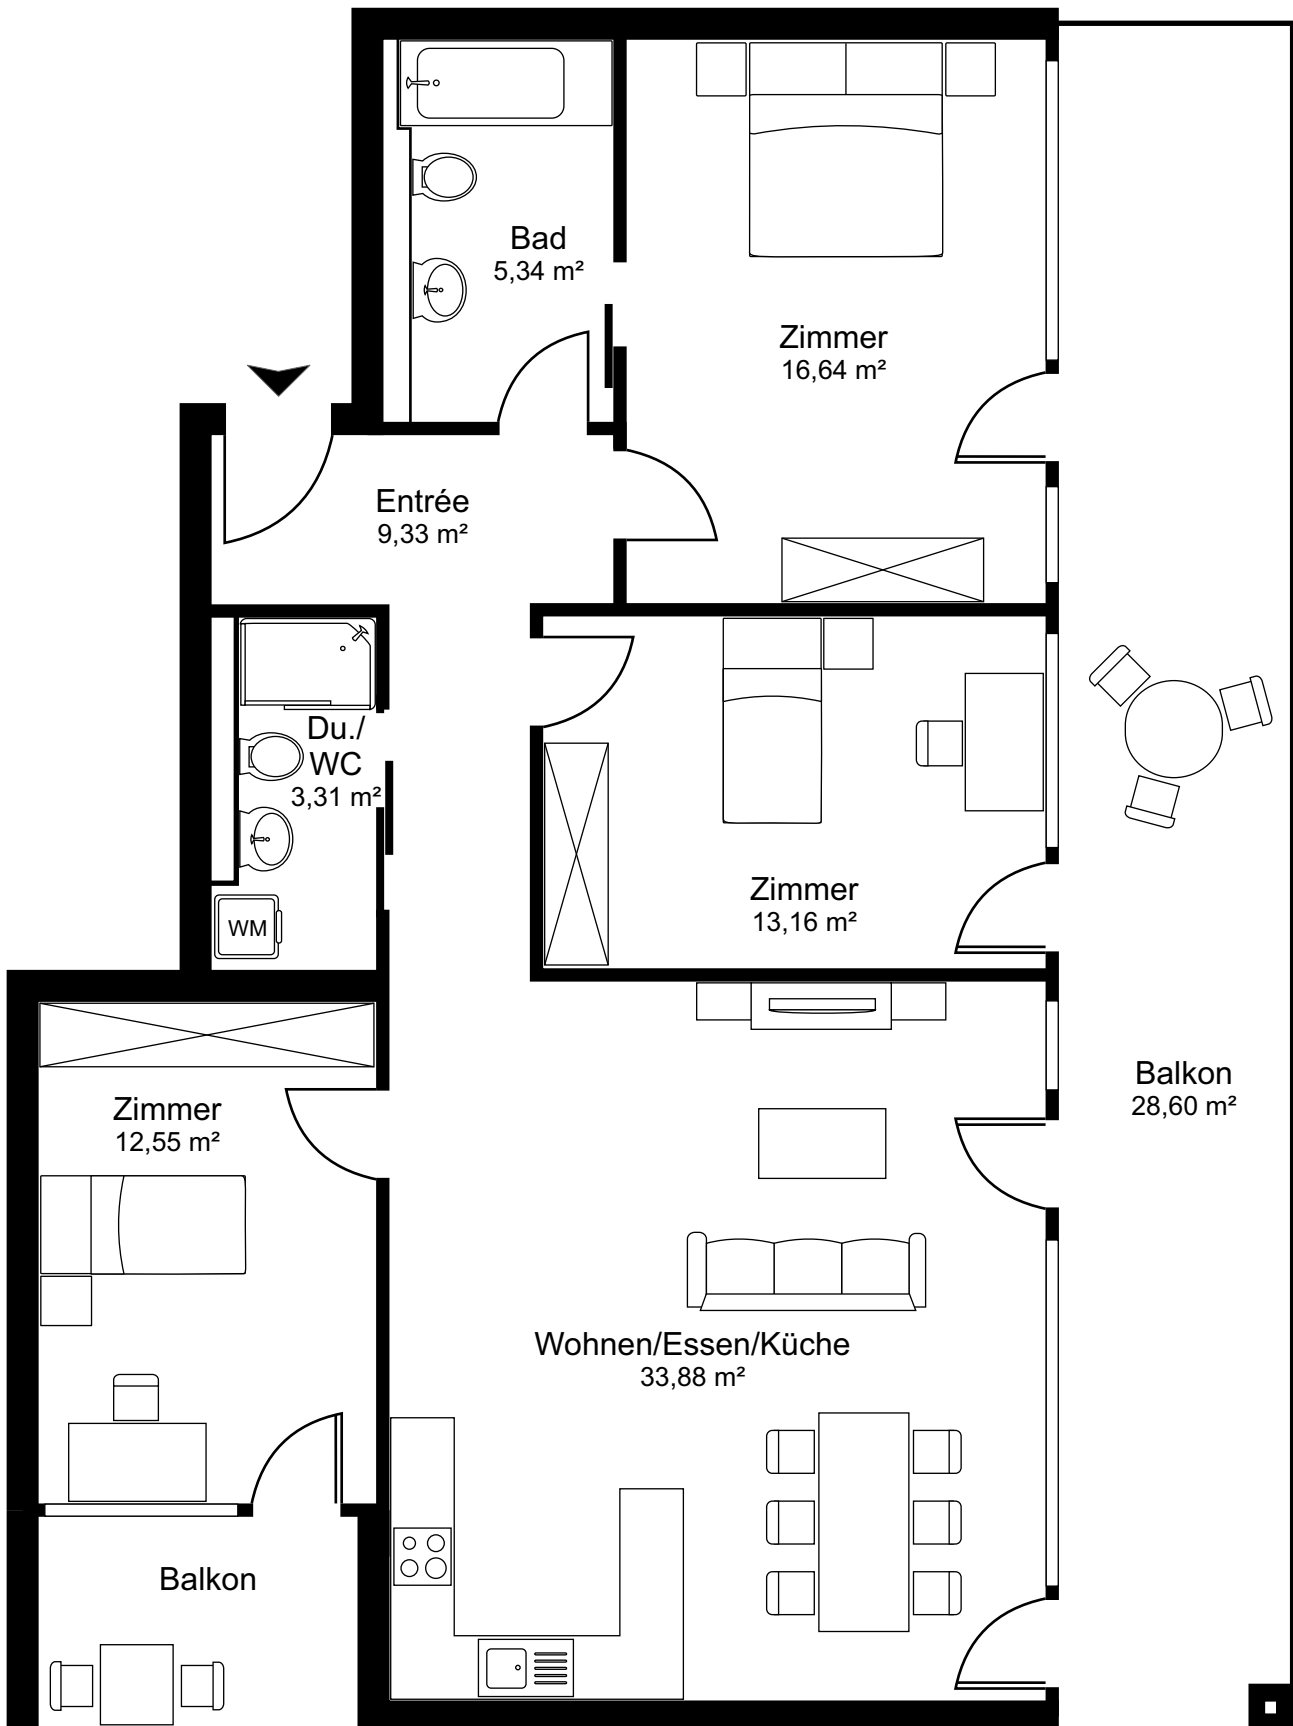 Bad
5,34 m²
Zimmer
16,64 m²
Entrée
9,33 m²
Du./
WC
3,31 m²
WM
Zimmer
13,16 m²
Zimmer
12,55 m²
Balkon
28,60 m²
Wohnen/Essen/Küche
33,88 m²
Balkon